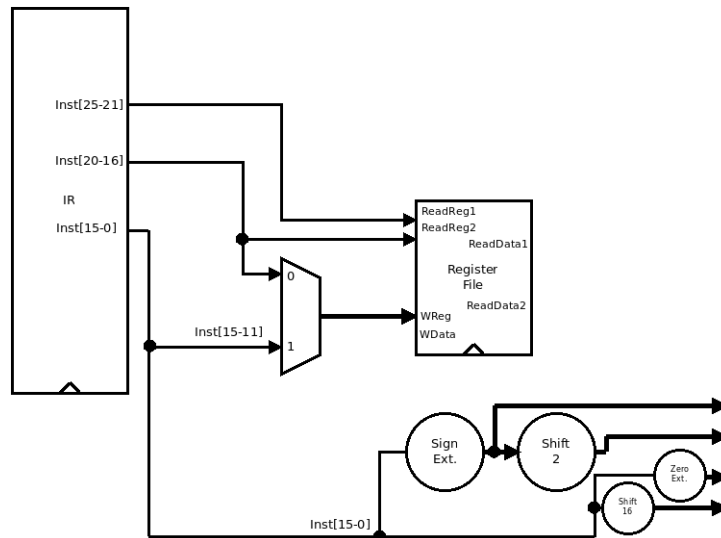 Inst[25-21]
Inst[20-16]
IR
Inst[15-0]
ReadReg1
ReadReg2
ReadData1
Register
File
ReadData2
WReg
WData
0
Inst[15-11]
1
Sign
Ext.
Shift
2
Zero
Ext.
Shift
16
Inst[15-0]